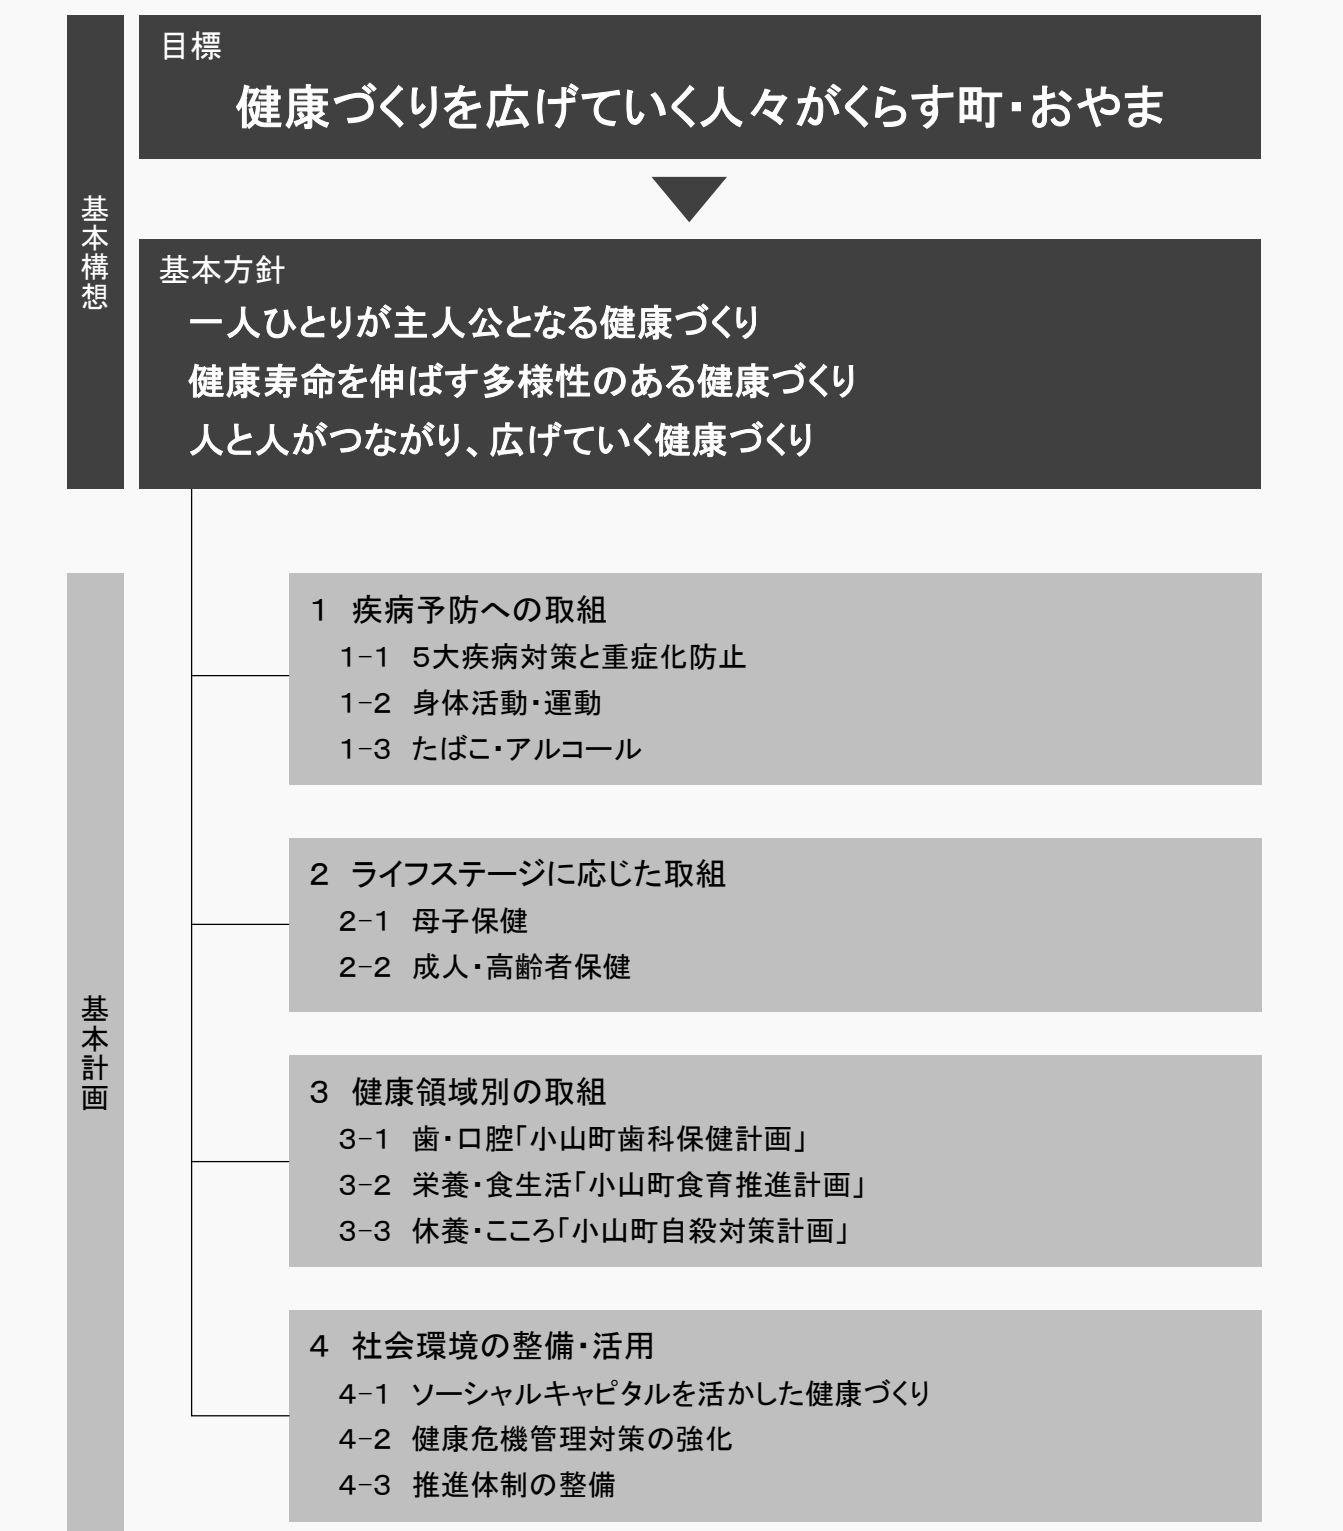 基本構想
目標
健康づくりを広げていく人々がくらす町・おやま
基本方針
一人ひとりが主人公となる健康づくり
健康寿命を伸ばす多様性のある健康づくり
人と人がつながり、広げていく健康づくり
基本計画
１　疾病予防への取組
１−１　５大疾病対策と重症化防止
１−２　身体活動・運動
１−３　たばこ・アルコール
２　ライフステージに応じた取組
２−１　母子保健
２−２　成人・高齢者保健
３　健康領域別の取組
３−１　歯・口腔「小山町歯科保健計画」
３−２　栄養・食生活「小山町食育推進計画」
３−３　休養・こころ「小山町自殺対策計画」
４　社会環境の整備・活用
４−１　ソーシャルキャピタルを活かした健康づくり
４−２　健康危機管理対策の強化
４−３　推進体制の整備